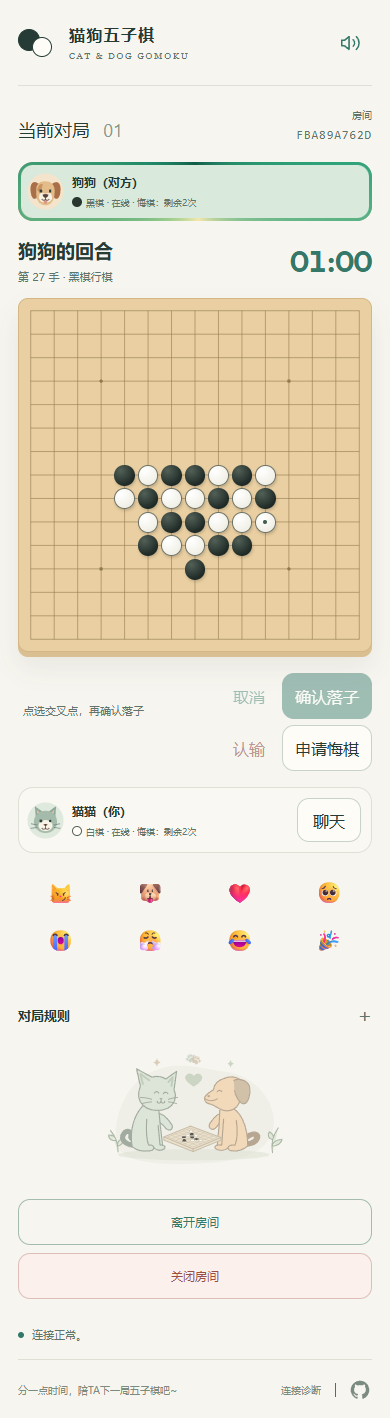 猫狗五子棋
CAT & DOG GOMOKU
当前对局 01
房间
FBA89A762D
狗狗（对方）
黑棋 · 在线 · 悔棋：剩余2次
狗狗的回合
第 27 手 · 黑棋行棋
01:00
点选交叉点，再确认落子
取消
确认落子
认输
申请悔棋
猫猫（你）
白棋 · 在线 · 悔棋：剩余2次
聊天
对局规则
离开房间
关闭房间
连接正常。
分一点时间，陪TA下一局五子棋吧~
连接诊断